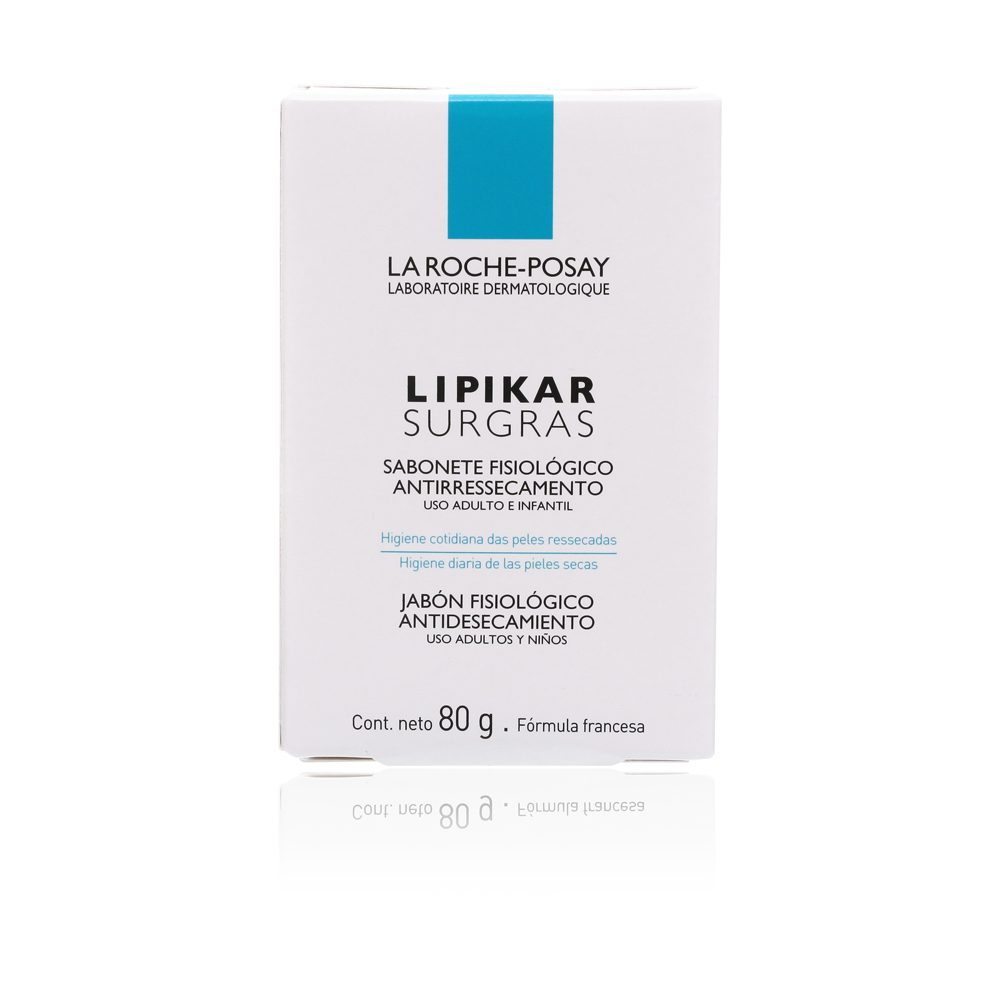 LA ROCHE-POSAY
LABORATOIRE DERMATOLOGIQUE
LIPIKAR
SURGRAS
SABONETE FISIOLÓGICO
ANTIRRESSECAMENTO
USO ADULTO E INFANTIL
Higiene cotidiana das peles ressecadas
Higiene diaria de las pieles secas
JABÓN FISIOLÓGICO
ANTIDESECAMIENTO
USO ADULTOS Y NIÑOS
Cont. neto 80 g . Fórmula francesa